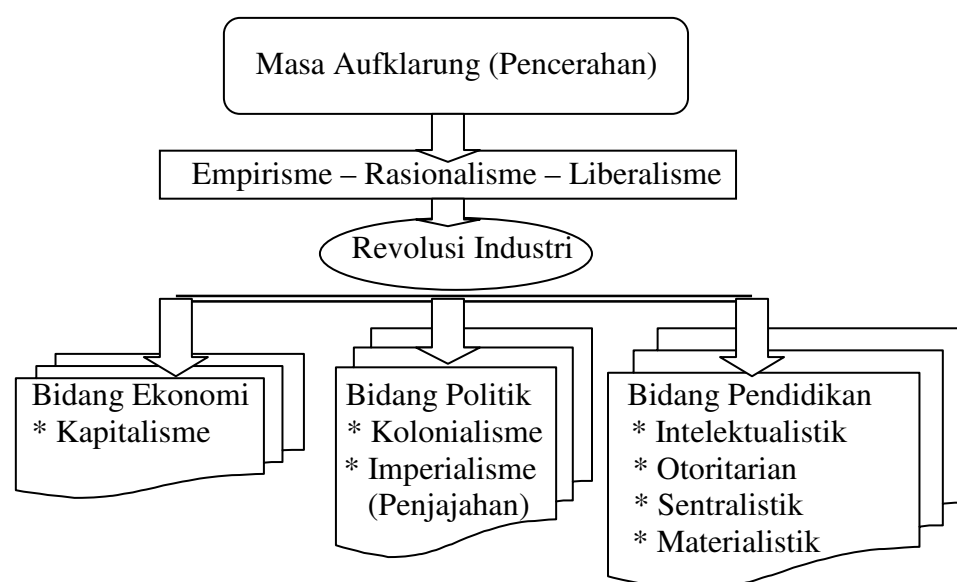 Masa Aufklarung (Pencerahan)
Empirisme – Rasionalisme – Liberalisme
Revolusi Industri
Bidang Ekonomi
* Kapitalisme
Bidang Politik
* Kolonialisme
* Imperialisme
(Penjajahan)
Bidang Pendidikan
* Intelektualistik
* Otoritarian
* Sentralistik
* Materialistik